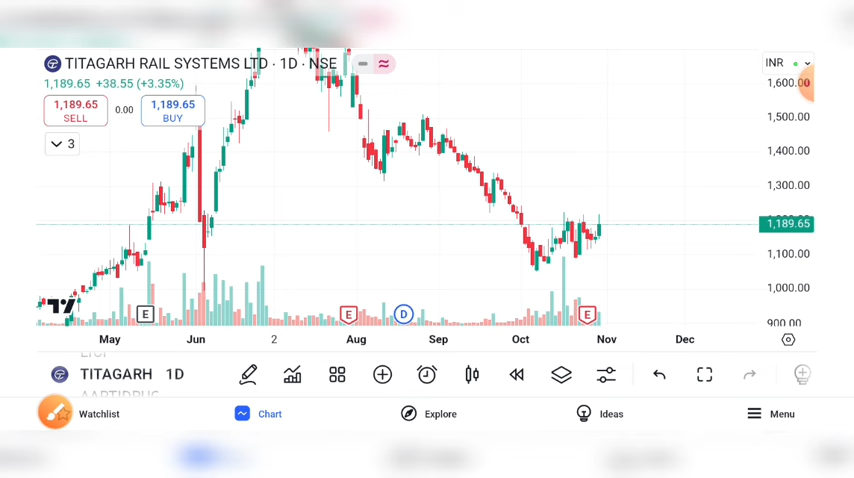 TITAGARH RAIL SYSTEMS LTD · 1D · NSE
INR
1,189.65 +38.55 (+3.35%)
1,189.65
SELL
0.00
1,189.65
BUY
3
1,600.00
1,500.00
1,400.00
1,300.00
1,189.65
1,100.00
1,000.00
900.00
E
E
D
E
May Jun 2 Aug Sep Oct Nov Dec
TITAGARH 1D
Watchlist Chart Explore Ideas Menu